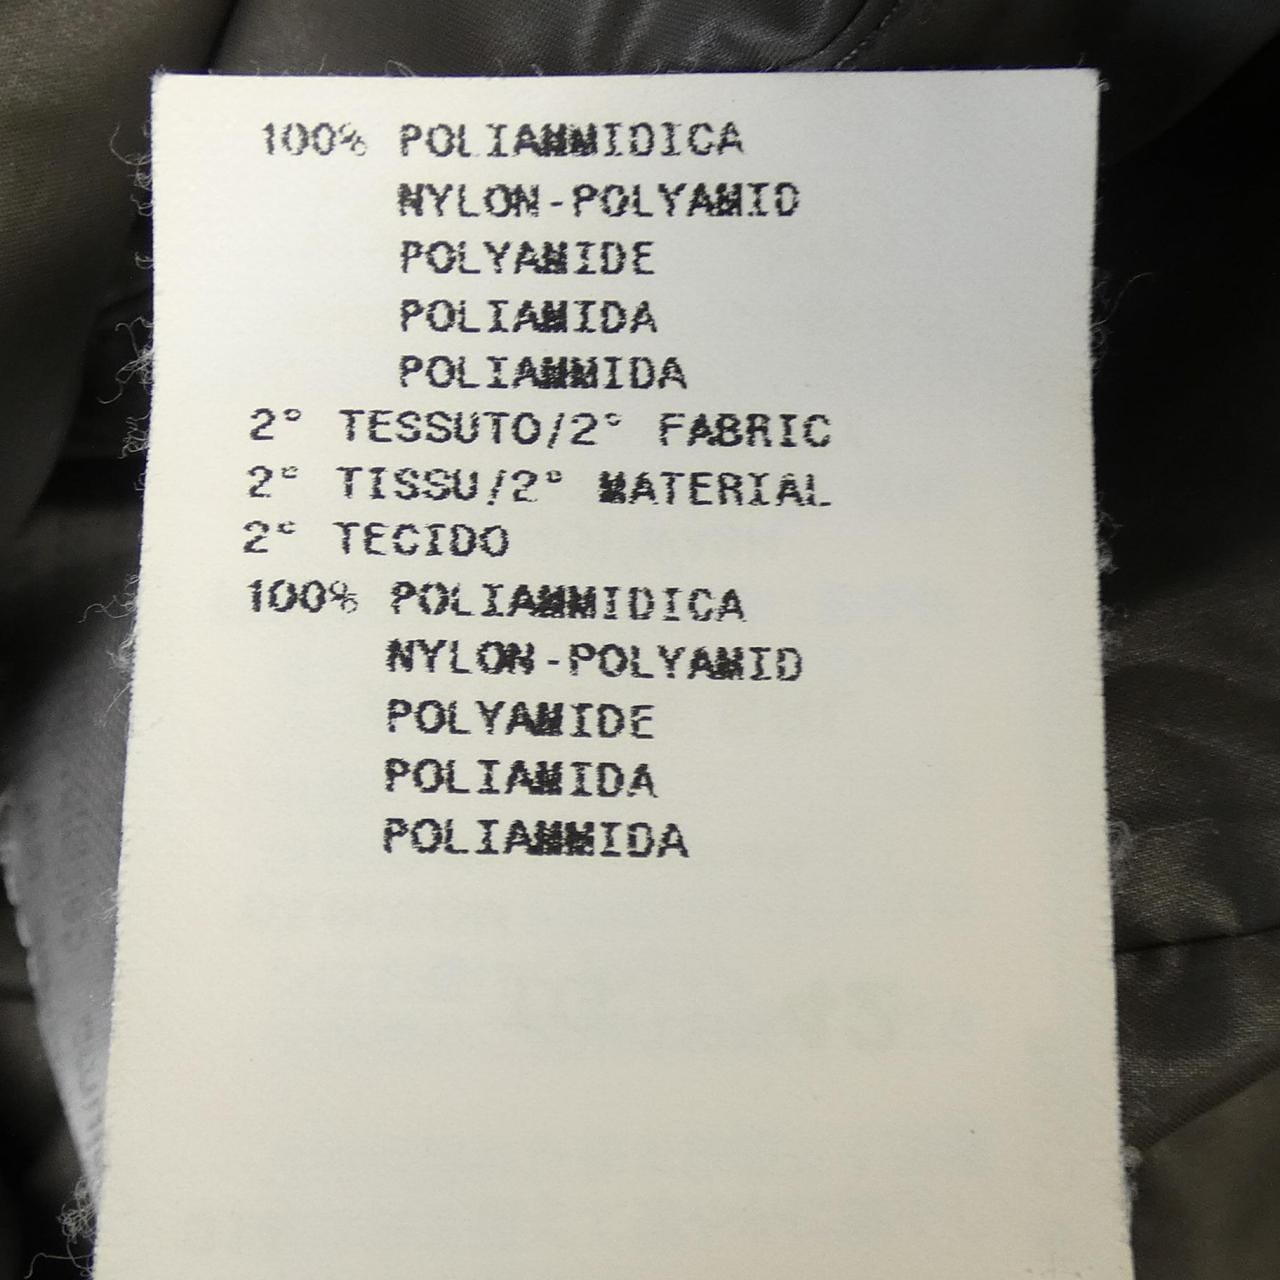 100% POLIAMMIDICA
NYLON-POLYAMID
POLYAMIDE
POLIAMIDA
POLIAMMIDA
2° TESSUTO/2° FABRIC
2° TISSU/2° MATERIAL
2° TECIDO
100% POLIAMMIDICA
NYLON-POLYAMID
POLYAMIDE
POLIAMIDA
POLIAMMIDA